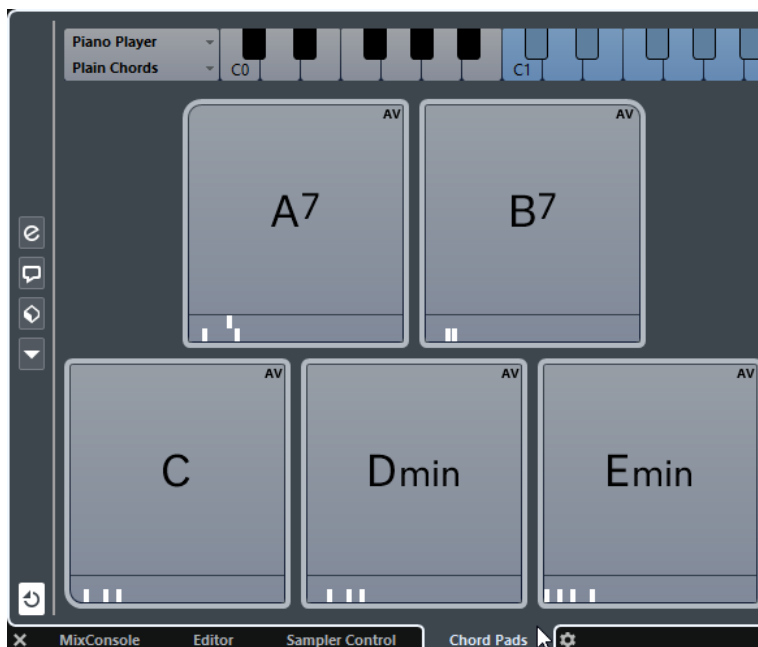 Piano Player
Plain Chords
C0 C1
AV AV
A7 B7
AV AV AV
C Dmin Emin
MixConsole Editor Sampler Control Chord Pads